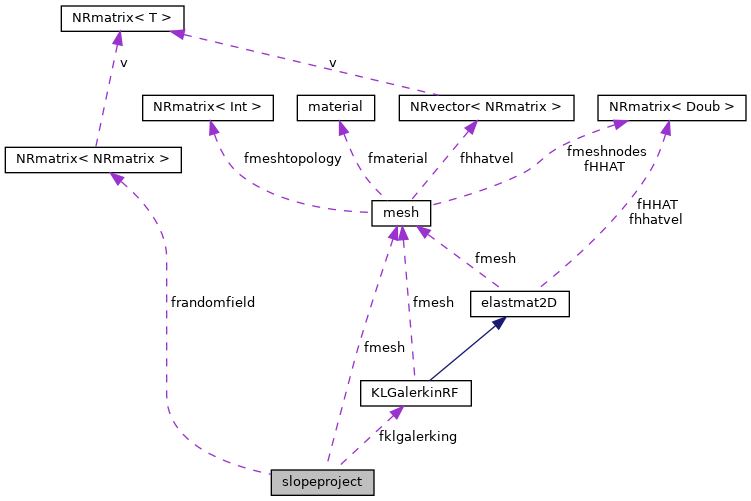 NRmatrix< T >
v
v
NRmatrix< Int >
material
NRvector< NRmatrix >
NRmatrix< Doub >
NRmatrix< NRmatrix >
fmeshtopology
fmaterial
fhhatvel
fmeshnodes
fHHAT
mesh
fHHAT
fhhatvel
fmesh
frandomfield
fmesh
elastmat2D
fmesh
KLGalerkinRF
fklgalerking
slopeproject